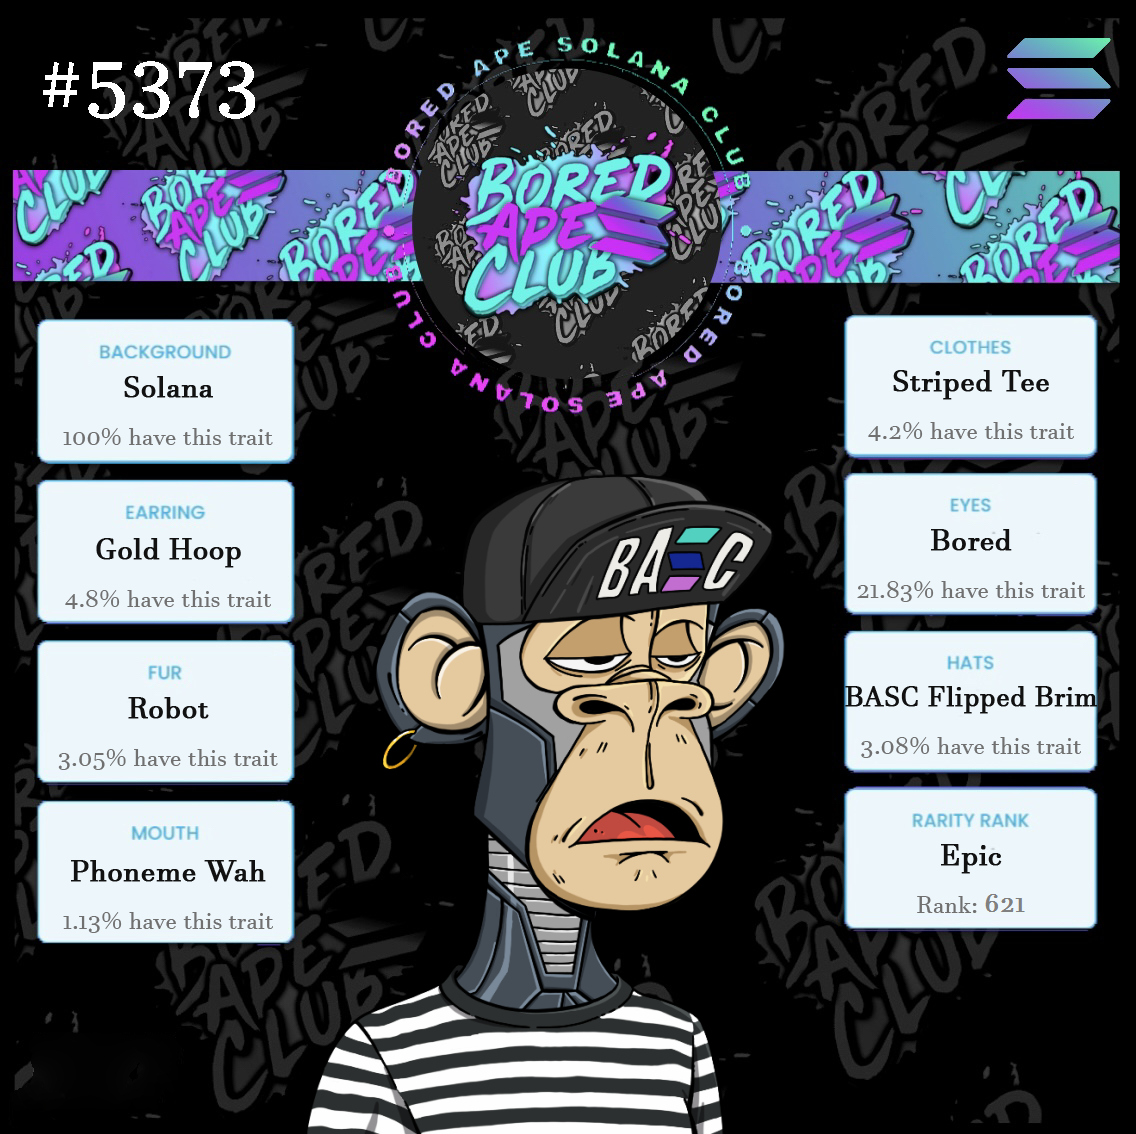 #5373
BORED APE SOLANA CLUB
BORED APE SOLANA CLUB
BORED
APE
CLUB
BACKGROUND
Solana
100% have this trait
EARRING
Gold Hoop
4.8% have this trait
FUR
Robot
3.05% have this trait
MOUTH
Phoneme Wah
1.13% have this trait
CLOTHES
Striped Tee
4.2% have this trait
EYES
Bored
21.83% have this trait
HATS
BASC Flipped Brim
3.08% have this trait
RARITY RANK
Epic
Rank: 621
BASC